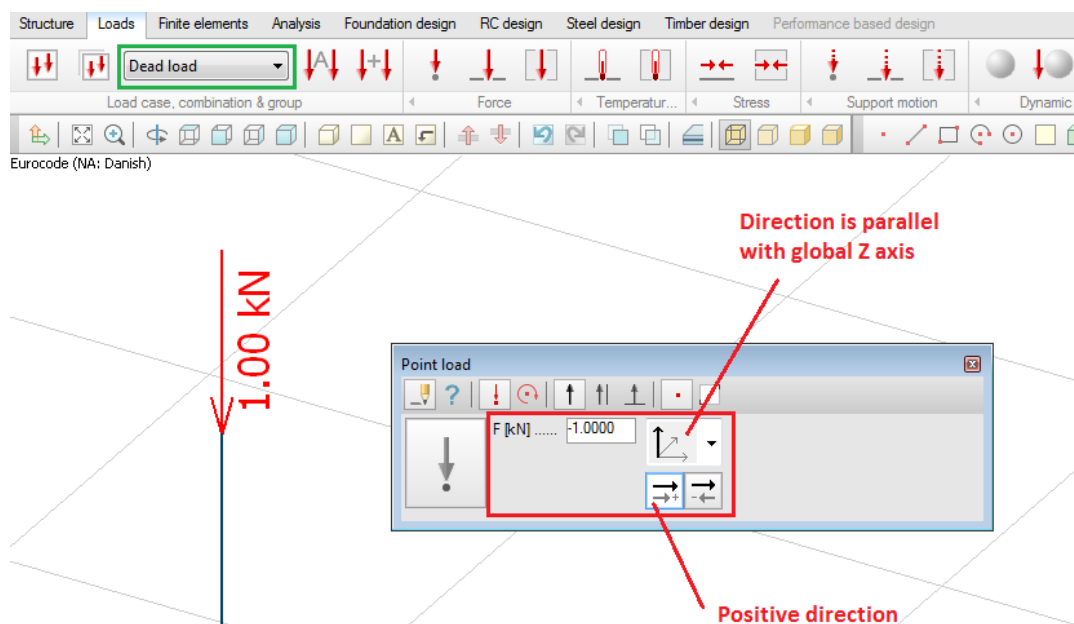 Structure Loads Finite elements Analysis Foundation design RC design Steel design Timber design Performance based design
Dead load
A
Load case, combination & group Force Temperatur... Stress Support motion Dynamic
A
Eurocode (NA: Danish)
Direction is parallel
with global Z axis
1.00 kN
Point load
?
F [kN] ...... -1.0000
Positive direction